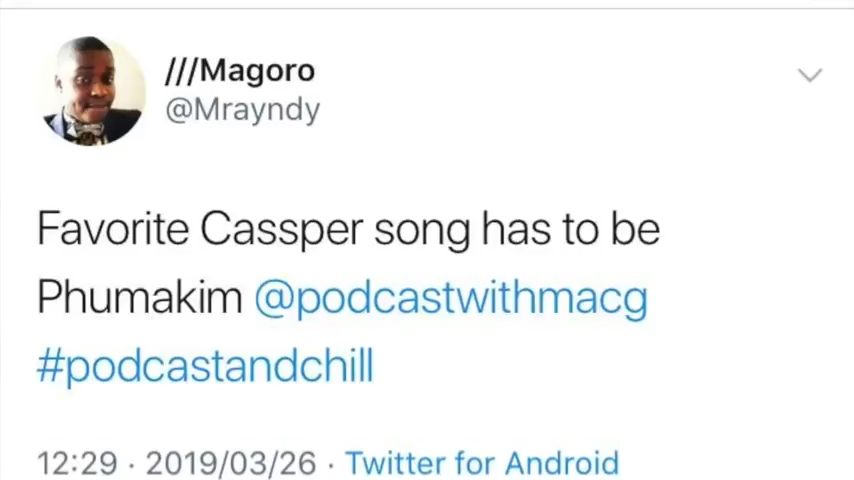 ///Magoro
@Mrayndy
Favorite Cassper song has to be
Phumakim @podcastwithmacg
#podcastandchill
12:29 · 2019/03/26 · Twitter for Android